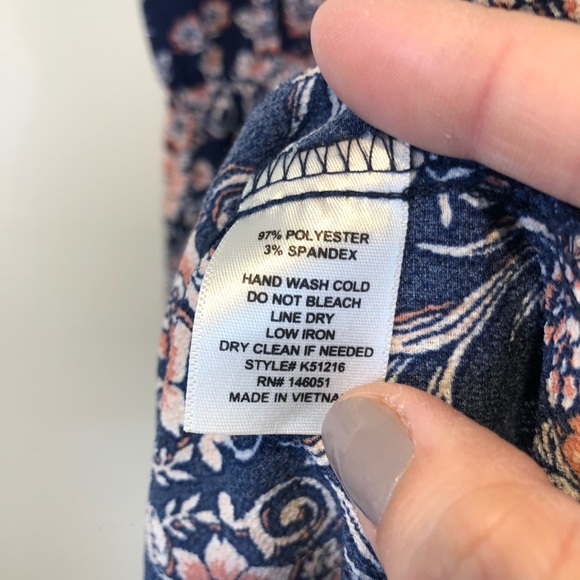 97% POLYESTER
3% SPANDEX
HAND WASH COLD
DO NOT BLEACH
LINE DRY
LOW IRON
DRY CLEAN IF NEEDED
STYLE# K51216
RN# 146051
MADE IN VIETNA